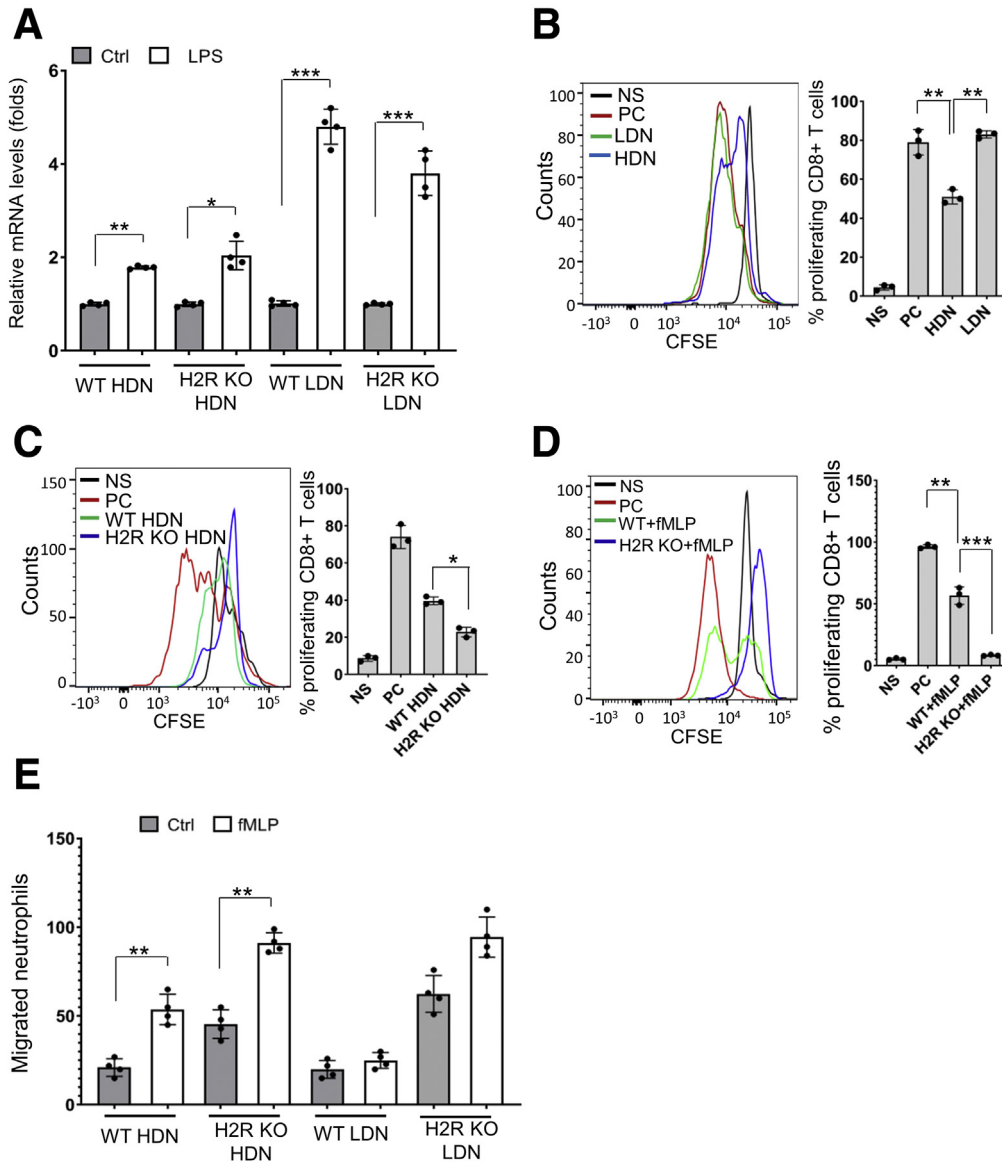 A
Ctrl LPS
Relative mRNA levels (folds)
6
4
2
0
**
*
***
***
WT HDN
H2R KO
HDN
WT LDN
H2R KO
LDN
B
NS
PC
LDN
HDN
Counts
100
80
60
40
20
0
-10³ 0 10³ 10⁴ 10⁵
CFSE
% proliferating CD8+ T cells
100
80
60
40
20
0
** **
NS PC HDN LDN
C
NS
PC
WT HDN
H2R KO HDN
Counts
150
100
50
0
-10³ 0 10³ 10⁴ 10⁵
CFSE
% proliferating CD8+ T cells
100
80
60
40
20
0
*
NS PC WT HDN H2R KO HDN
D
NS
PC
WT+fMLP
H2R KO+fMLP
Counts
100
80
60
40
20
0
-10³ 0 10³ 10⁴ 10⁵
CFSE
% proliferating CD8+ T cells
150
100
50
0
**
***
NS PC WT+fMLP H2R KO+fMLP
E
Ctrl fMLP
Migrated neutrophils
150
100
50
0
**
**
WT HDN
H2R KO
HDN
WT LDN
H2R KO
LDN